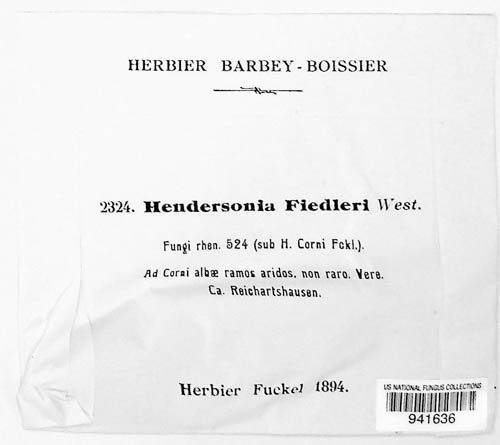 HERBIER BARBEY-BOISSIER
2324. Hendersonia Fiedleri West.
Fungi rhen. 524 (sub H. Corni Fckl.).
Ad Corni albæ ramos aridos, non raro. Vere.
Ca. Reichartshausen.
Herbier Fuckel 1894.
US NATIONAL FUNGUS COLLECTIONS
941636